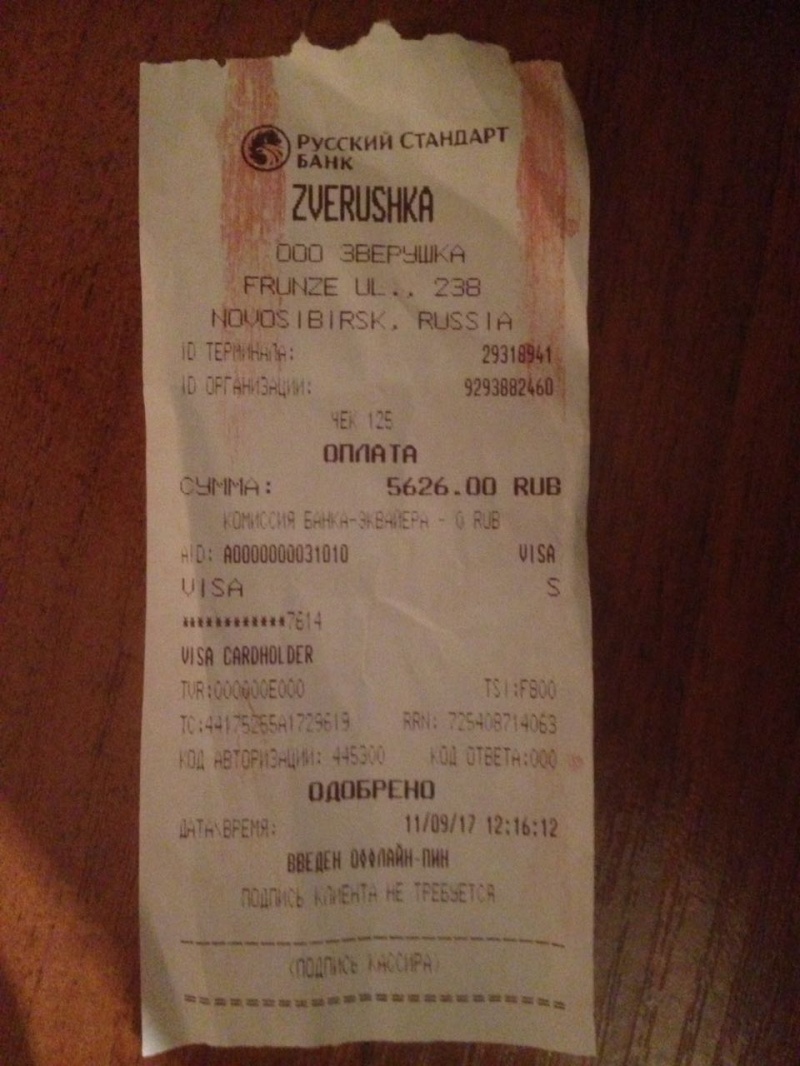 РУССКИЙ СТАНДАРТ
БАНК
ZVERUSHKA
ООО ЗВЕРУШКА
FRUNZE UL., 238
NOVOSIBIRSK, RUSSIA
ID ТЕРМИНАЛА: 29318941
ID ОРГАНИЗАЦИИ: 9293882460
ЧЕК 125
ОПЛАТА
СУММА: 5626.00 RUB
КОМИССИЯ БАНКА-ЭКВАЙЕРА - 0 RUB
AID: A0000000031010 VISA
VISA S
************7614
VISA CARDHOLDER
TVR:000000E000 TSI:F800
TC:44175265A1729619 RRN: 725408714063
КОД АВТОРИЗАЦИИ: 445300 КОД ОТВЕТА:000
ОДОБРЕНО
ДАТА\ВРЕМЯ: 11/09/17 12:16:12
ВВЕДЕН ОФФЛАЙН-ПИН
ПОДПИСЬ КЛИЕНТА НЕ ТРЕБУЕТСЯ
(ПОДПИСЬ КАССИРА)